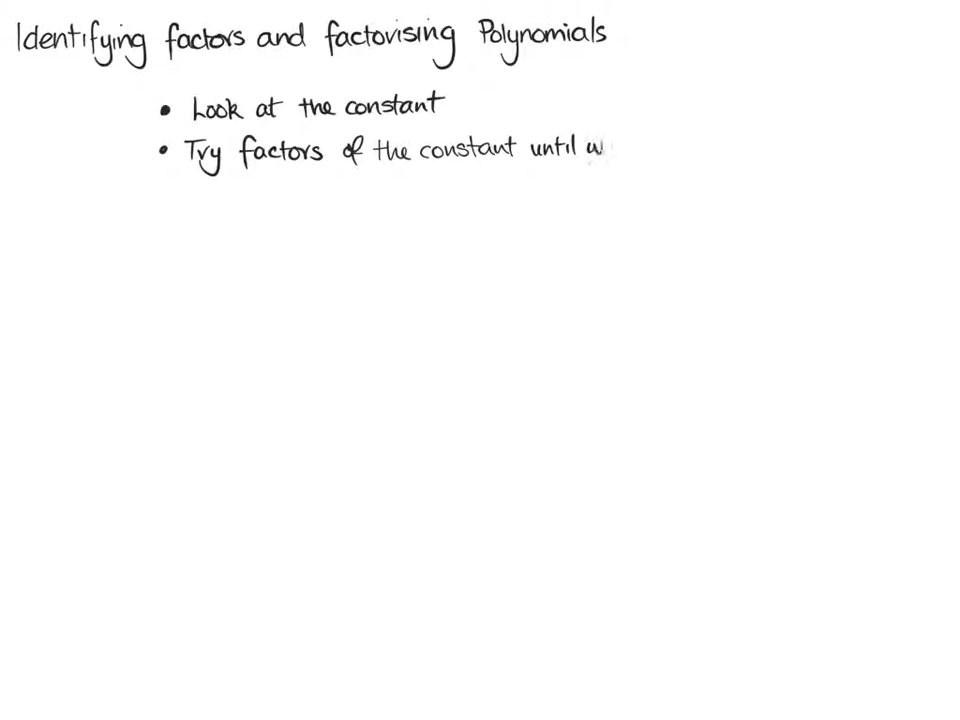 Identifying factors and factorising Polynomials
• Look at the constant
• Try factors of the constant until w